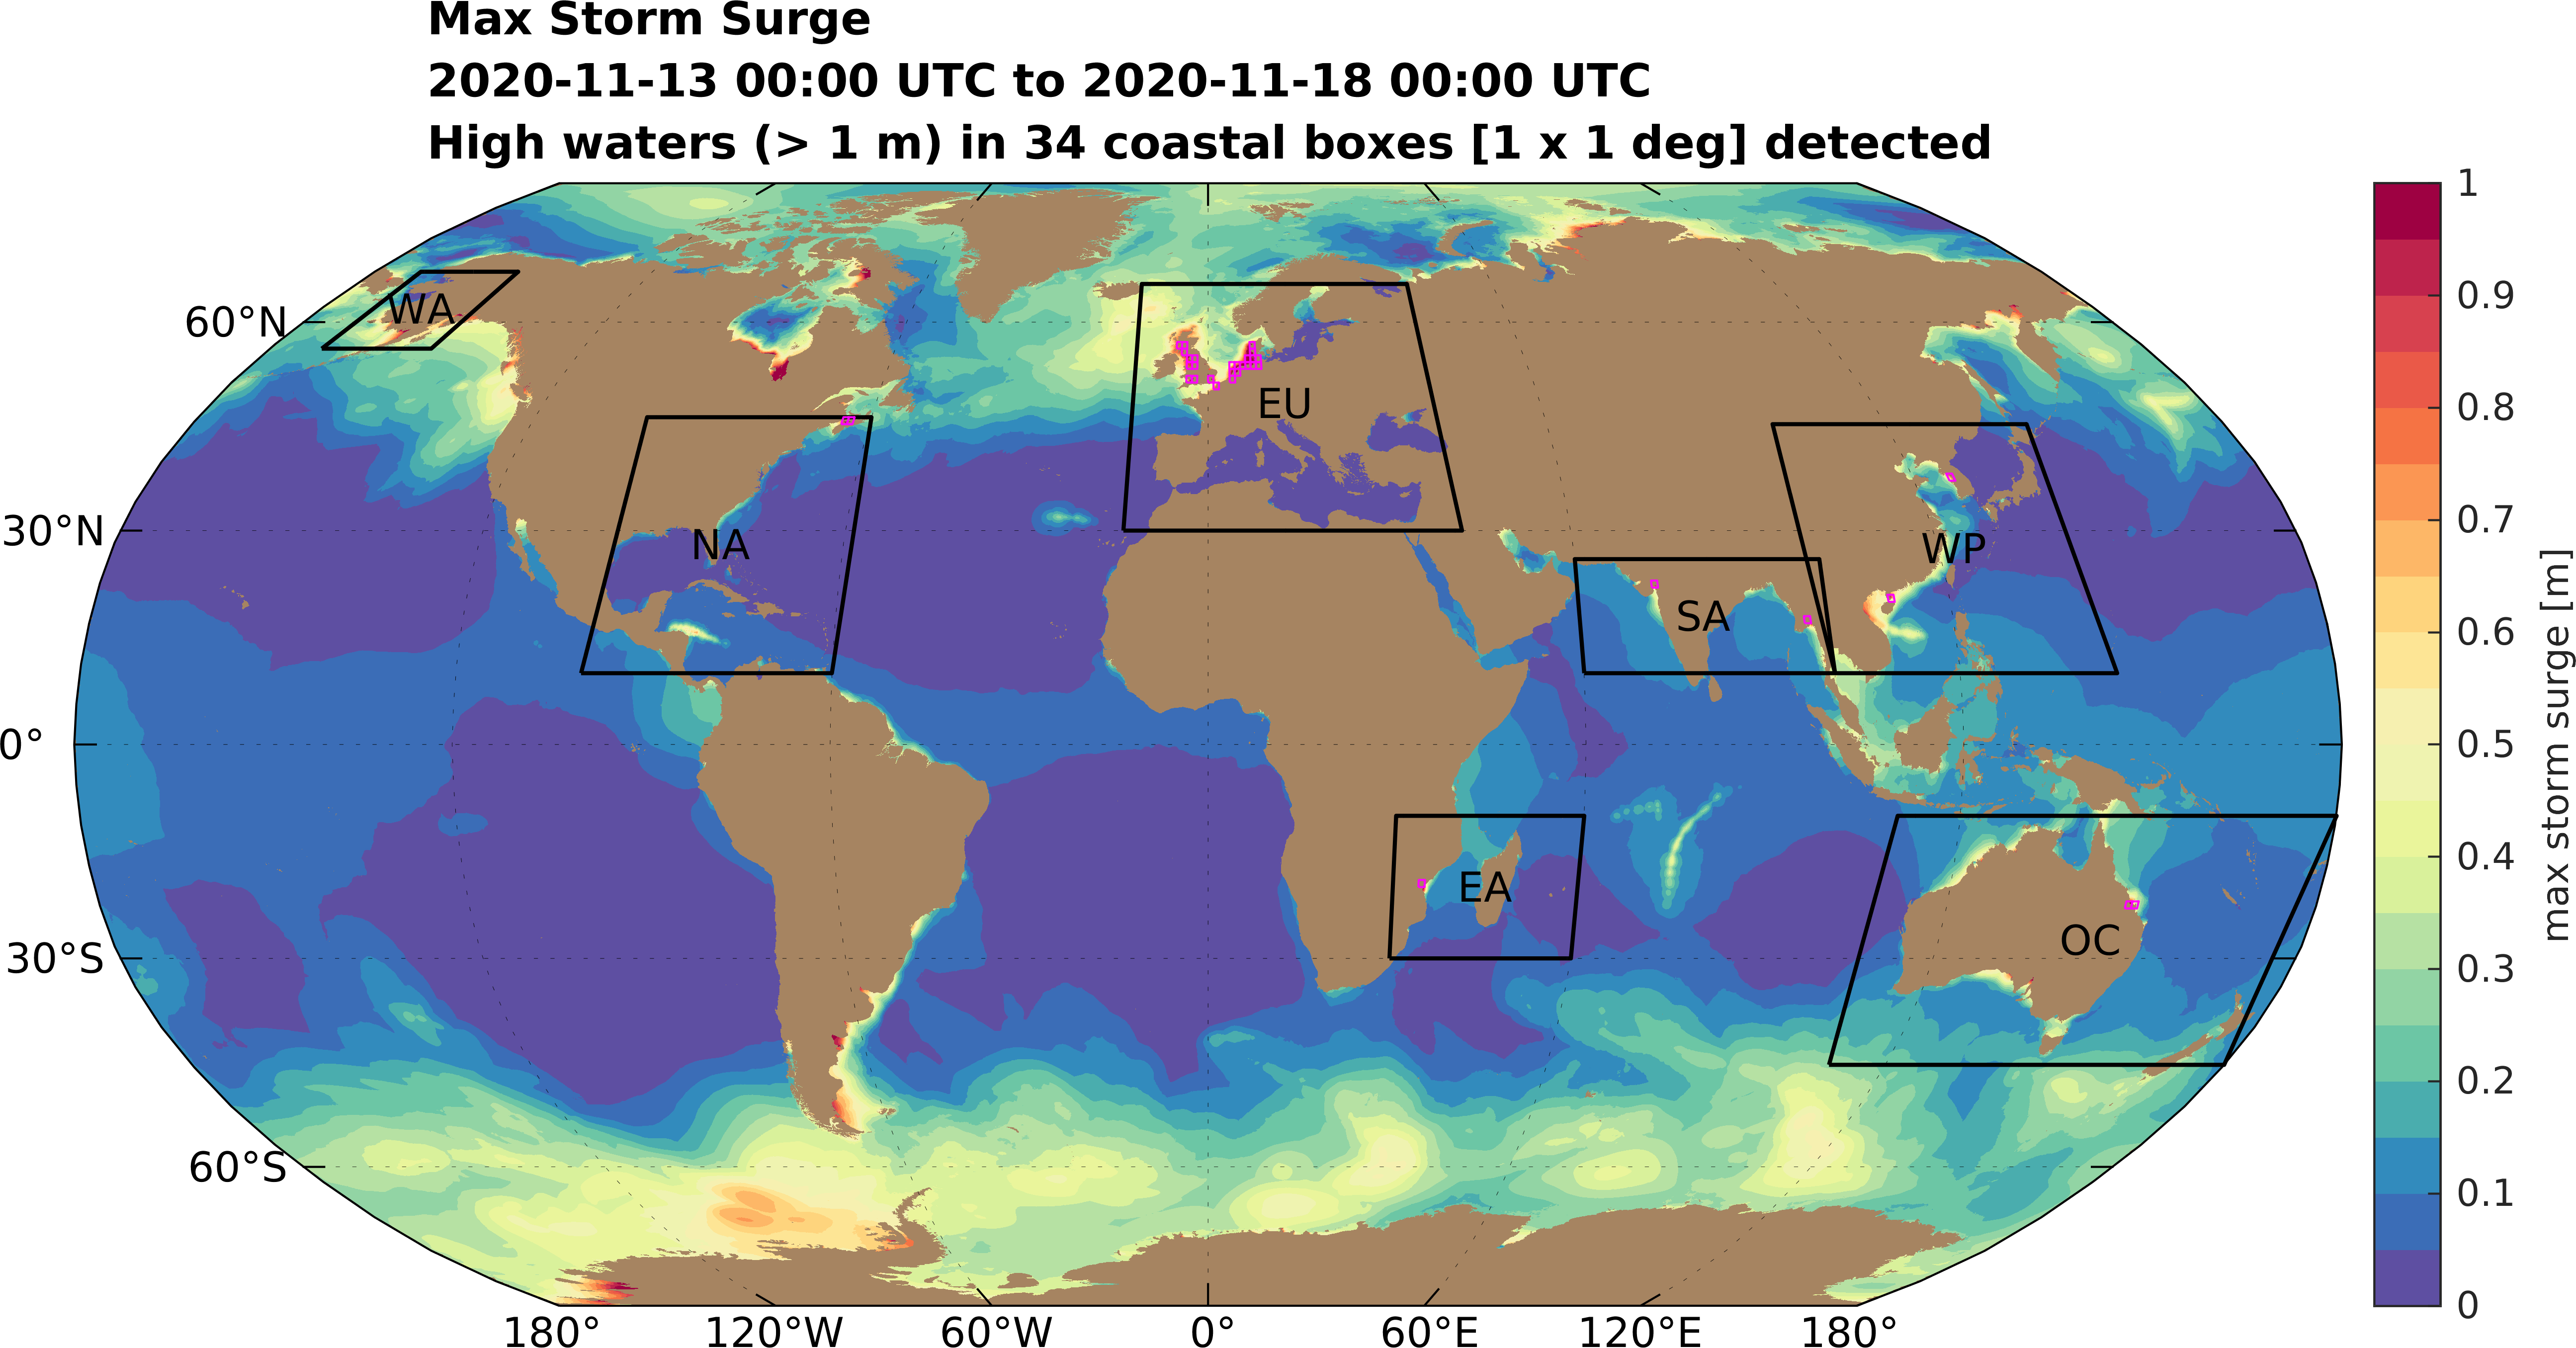 Max Storm Surge
2020-11-13 00:00 UTC to 2020-11-18 00:00 UTC
High waters (> 1 m) in 34 coastal boxes [1 x 1 deg] detected
60°N
30°N
0°
30°S
60°S
WA
NA
EU
SA
WP
EA
OC
180°
120°W
60°W
0°
60°E
120°E
180°
1
0.9
0.8
0.7
0.6
0.5
0.4
0.3
0.2
0.1
0
max storm surge [m]